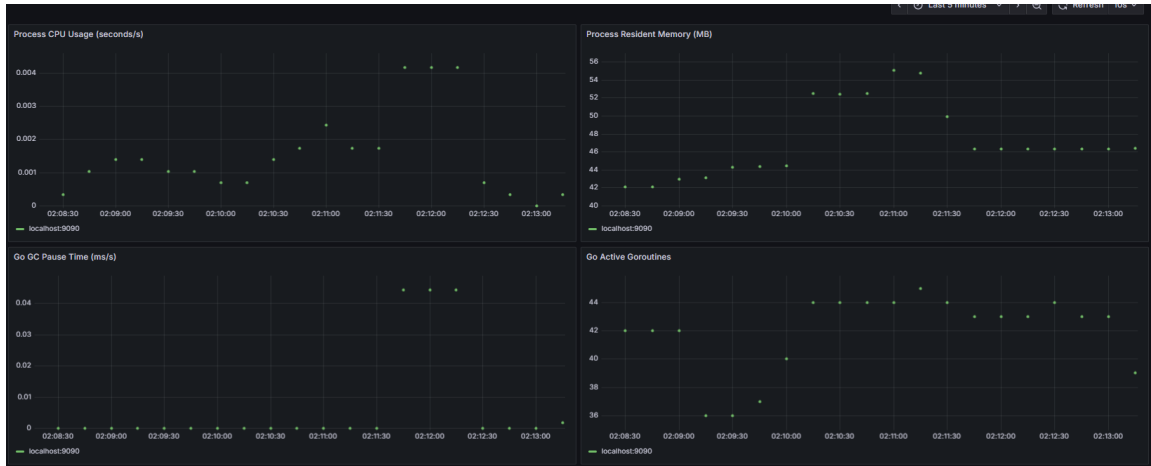 Last 5 minutes Refresh 10s
Process CPU Usage (seconds/s)
0.004
0.003
0.002
0.001
0
02:08:30 02:09:00 02:09:30 02:10:00 02:10:30 02:11:00 02:11:30 02:12:00 02:12:30 02:13:00
localhost:9090
Process Resident Memory (MB)
56
54
52
50
48
46
44
42
40
02:08:30 02:09:00 02:09:30 02:10:00 02:10:30 02:11:00 02:11:30 02:12:00 02:12:30 02:13:00
localhost:9090
Go GC Pause Time (ms/s)
0.04
0.03
0.02
0.01
0
02:08:30 02:09:00 02:09:30 02:10:00 02:10:30 02:11:00 02:11:30 02:12:00 02:12:30 02:13:00
localhost:9090
Go Active Goroutines
44
42
40
38
36
02:08:30 02:09:00 02:09:30 02:10:00 02:10:30 02:11:00 02:11:30 02:12:00 02:12:30 02:13:00
localhost:9090